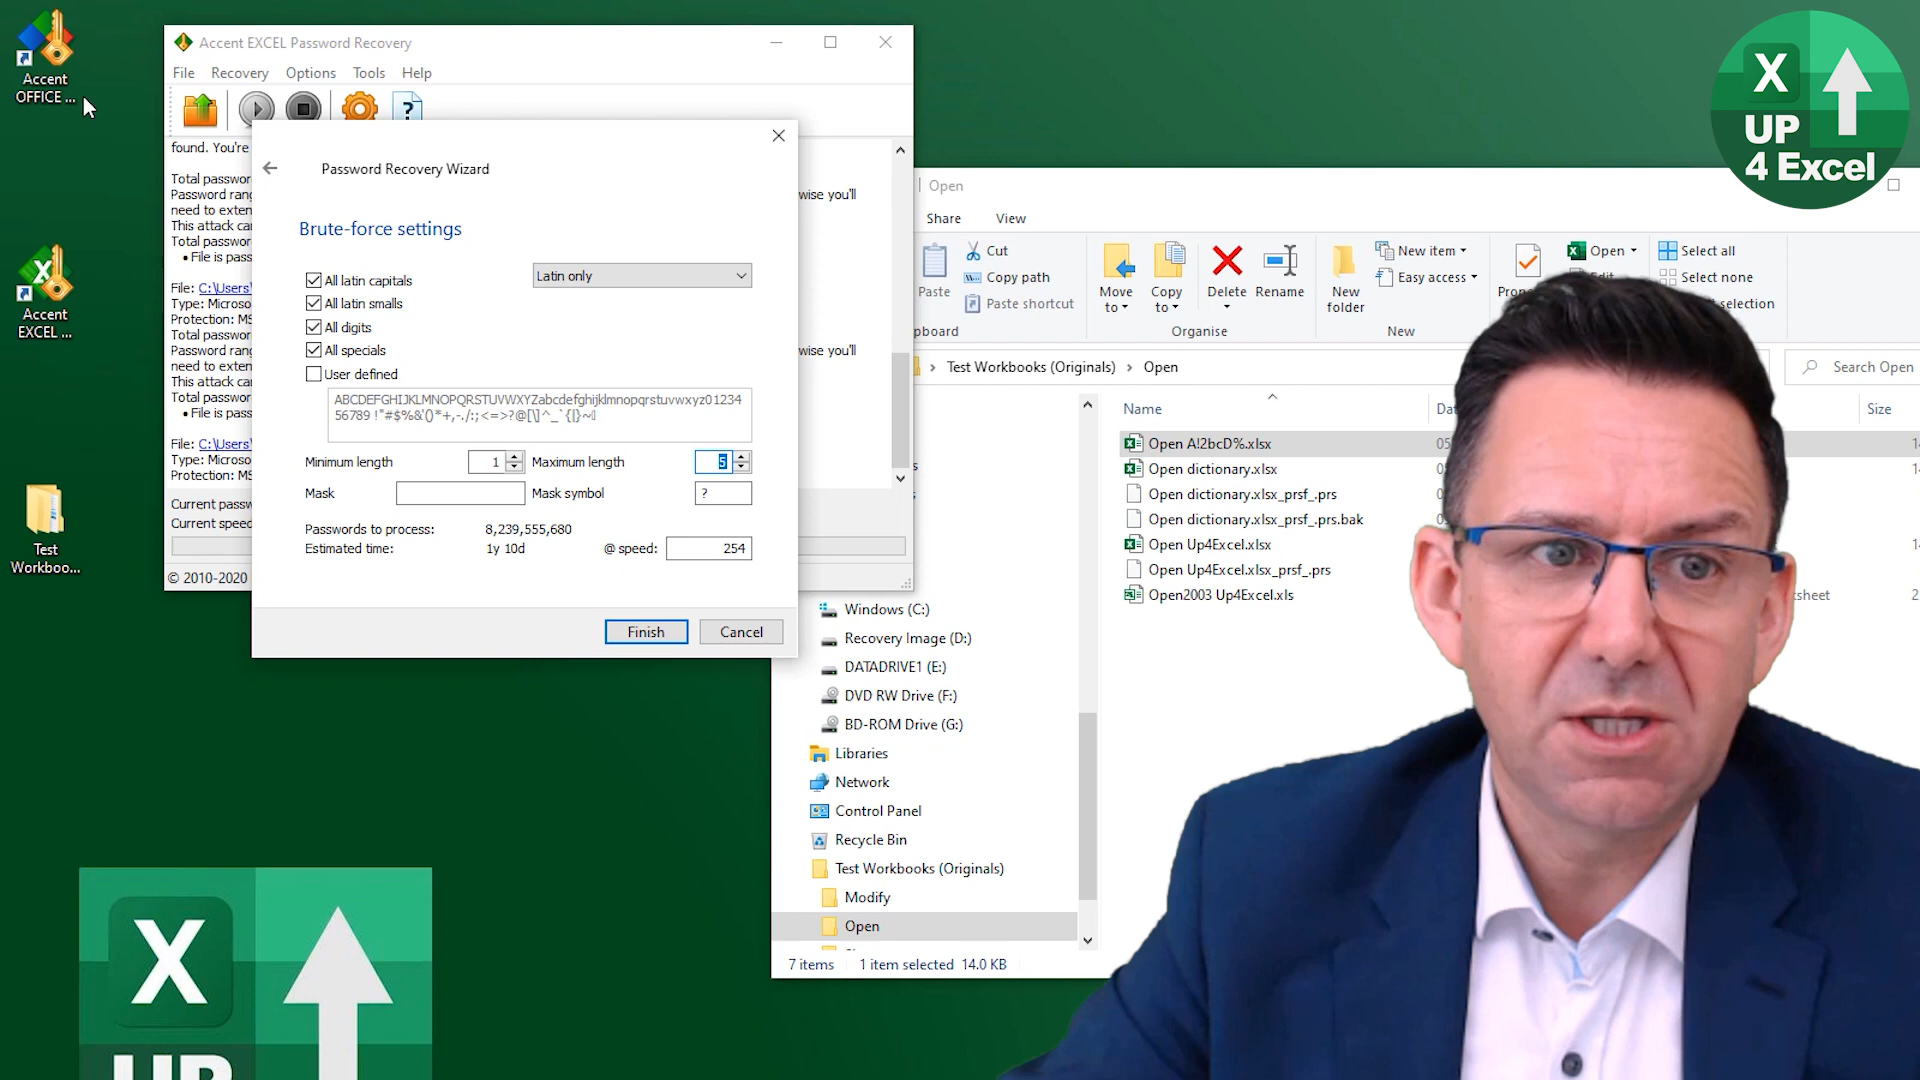 Accent
OFFICE ...
Accent
EXCEL ...
Test
Workboo...
Accent EXCEL Password Recovery
File Recovery Options Tools Help
found. You're
Total passwor
Password rang
wise you'll
need to exten
This attack car
Total passwor
• File is pass
File: C:\Users\
Type: Microso
Protection: MS
Total passwor
Password rang
wise you'll
need to exten
This attack car
Total passwor
• File is pass
File: C:\Users\
Type: Microso
Protection: MS
Current passw
Current speed
© 2010-2020
Password Recovery Wizard
Brute-force settings
All latin capitals
Latin only
All latin smalls
All digits
All specials
User defined
ABCDEFGHIJKLMNOPQRSTUVWXYZabcdefghijklmnopqrstuvwxyz01234
56789 !"#$%&'()*+,-./:;<=>?@[\]^_`{|}~
Minimum length 1 Maximum length 5
Mask Mask symbol ?
Passwords to process: 8,239,555,680
Estimated time: 1y 10d @ speed: 254
Finish Cancel
Open
Share View
Paste
Cut
Copy path
Paste shortcut
pboard
Move
to
Copy
to
Delete
Rename
Organise
New
folder
New item
Easy access
New
Open
Edit
Select all
Select none
selection
Test Workbooks (Originals) › Open
Search Open
Name
Size
Open A!2bcD%.xlsx
Open dictionary.xlsx
Open dictionary.xlsx_prsf_.prs
Open dictionary.xlsx_prsf_.prs.bak
Open Up4Excel.xlsx
Open Up4Excel.xlsx_prsf_.prs
Open2003 Up4Excel.xls
Windows (C:)
Recovery Image (D:)
DATADRIVE1 (E:)
DVD RW Drive (F:)
BD-ROM Drive (G:)
Libraries
Network
Control Panel
Recycle Bin
Test Workbooks (Originals)
Modify
Open
7 items 1 item selected 14.0 KB
X
UP
4 Excel
X
UP